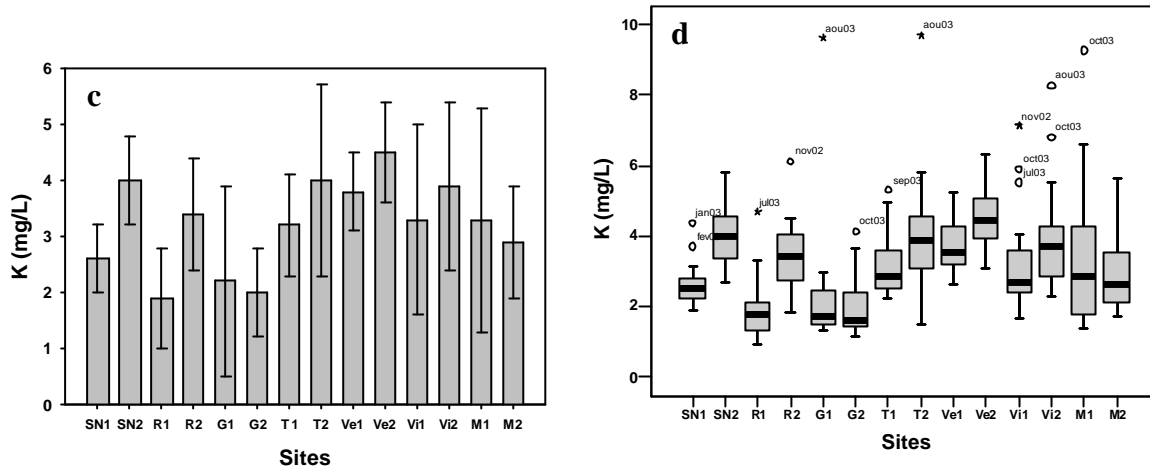 c
K (mg/L)
6
5
4
3
2
1
0
SN1 SN2 R1 R2 G1 G2 T1 T2 Ve1 Ve2 Vi1 Vi2 M1 M2
Sites
d
K (mg/L)
10
8
6
4
2
0
aou03
aou03
oct03
aou03
nov02
oct03
nov02
oct03
jul03
sep03
jul03
jan03
oct03
SN1 SN2 R1 R2 G1 G2 T1 T2 Ve1 Ve2 Vi1 Vi2 M1 M2
Sites